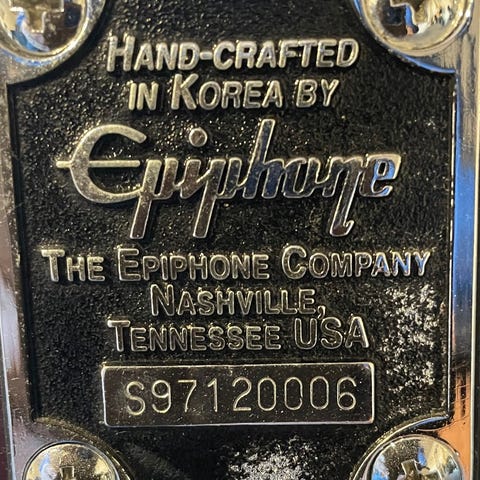 HAND-CRAFTED
IN KOREA BY
Epiphone
THE EPIPHONE COMPANY
NASHVILLE,
TENNESSEE USA
S97120006